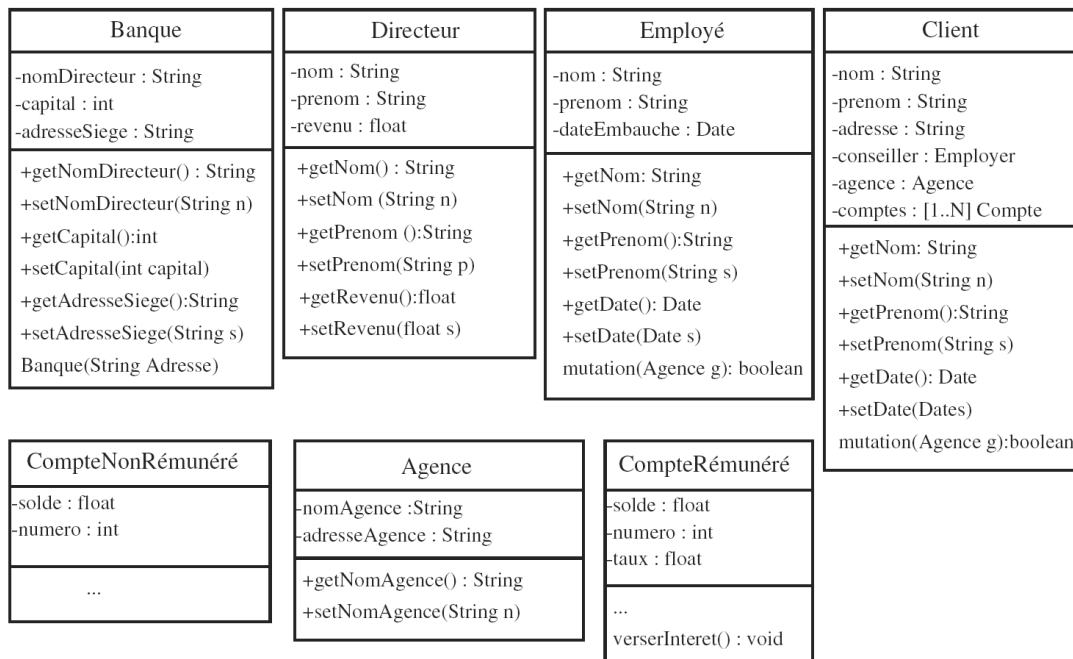 Banque
-nomDirecteur : String
-capital : int
-adresseSiege : String
+getNomDirecteur() : String
+setNomDirecteur(String n)
+getCapital():int
+setCapital(int capital)
+getAdresseSiege():String
+setAdresseSiege(String s)
Banque(String Adresse)
Directeur
-nom : String
-prenom : String
-revenu : float
+getNom() : String
+setNom (String n)
+getPrenom ():String
+setPrenom(String p)
+getRevenu():float
+setRevenu(float s)
Employé
-nom : String
-prenom : String
-dateEmbauche : Date
+getNom: String
+setNom(String n)
+getPrenom():String
+setPrenom(String s)
+getDate(): Date
+setDate(Date s)
mutation(Agence g): boolean
Client
-nom : String
-prenom : String
-adresse : String
-conseiller : Employer
-agence : Agence
-comptes : [1..N] Compte
+getNom: String
+setNom(String n)
+getPrenom():String
+setPrenom(String s)
+getDate(): Date
+setDate(Dates)
mutation(Agence g):boolean
CompteNonRémunéré
-solde : float
-numero : int
...
Agence
-nomAgence :String
-adresseAgence : String
+getNomAgence() : String
+setNomAgence(String n)
CompteRémunéré
-solde : float
-numero : int
-taux : float
...
verserInteret() : void